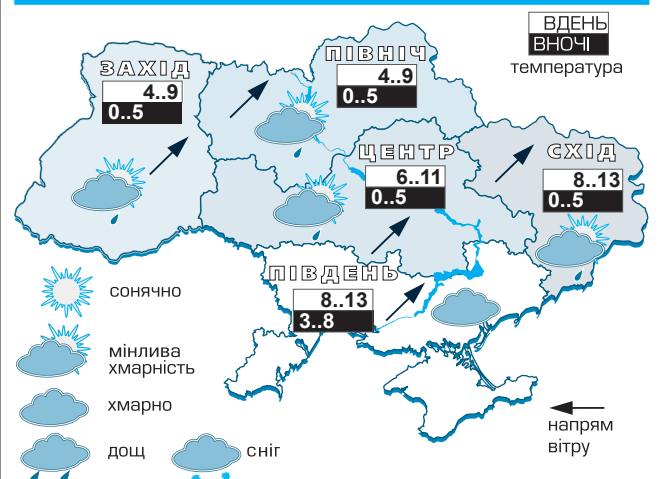 ВДЕНЬ
ВНОЧІ
температура
ПІВНІЧ
4..9
0..5
ЗАХІД
4..9
0..5
ЦЕНТР
6..11
0..5
СХІД
8..13
0..5
ПІВДЕНЬ
8..13
3..8
сонячно
мінлива
хмарність
хмарно
дощ
сніг
напрям
вітру